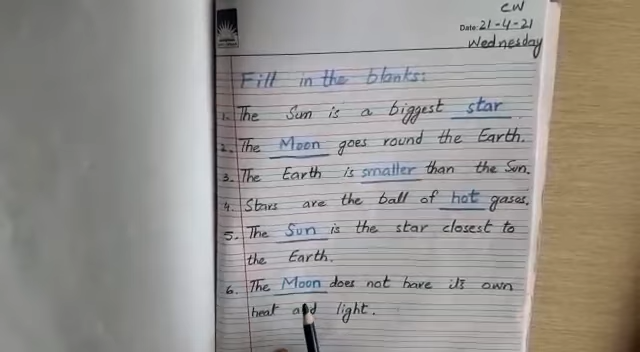 CW
Date: 21-4-21
Wednesday
Fill in the blanks:
1. The Sun is a biggest star
2. The Moon goes round the Earth.
3. The Earth is smaller than the Sun.
4. Stars are the ball of hot gases.
5. The Sun is the star closest to
the Earth.
6. The Moon does not have its own
heat and light.